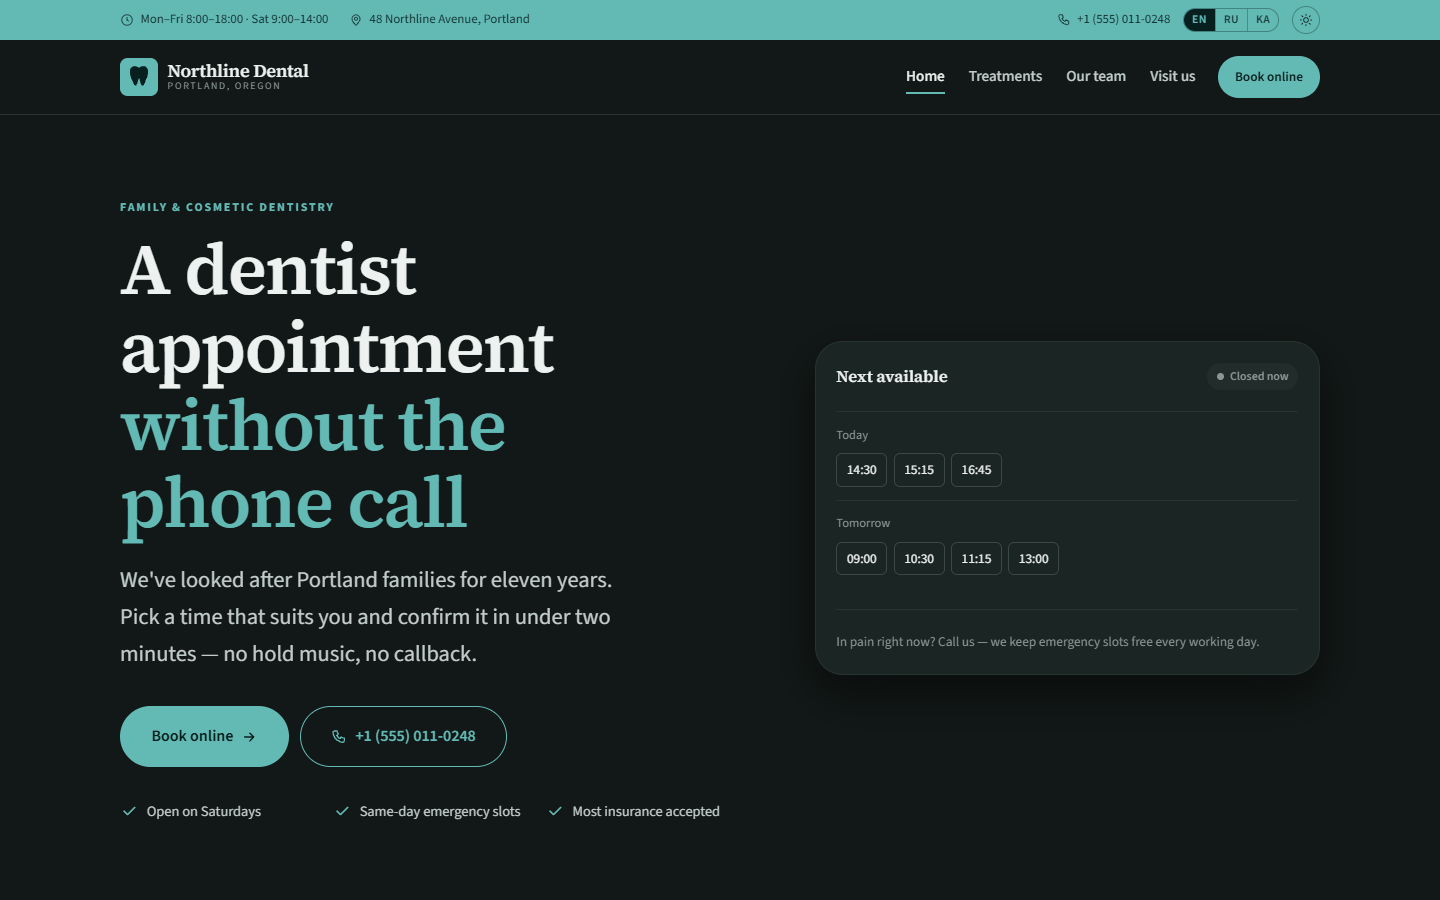 Mon–Fri 8:00–18:00 · Sat 9:00–14:00
48 Northline Avenue, Portland
+1 (555) 011-0248
EN RU KA
Northline Dental
PORTLAND, OREGON
Home Treatments Our team Visit us Book online
FAMILY & COSMETIC DENTISTRY
A dentist
appointment
without the
phone call
We've looked after Portland families for eleven years.
Pick a time that suits you and confirm it in under two
minutes — no hold music, no callback.
Book online
+1 (555) 011-0248
Open on Saturdays
Same-day emergency slots
Most insurance accepted
Next available
Closed now
Today
14:30 15:15 16:45
Tomorrow
09:00 10:30 11:15 13:00
In pain right now? Call us — we keep emergency slots free every working day.